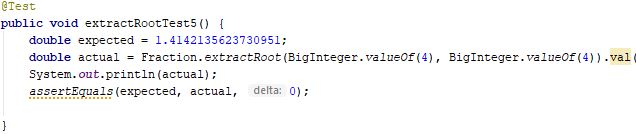 @Test
public void extractRootTest5() {
double expected = 1.4142135623730951;
double actual = Fraction.extractRoot(BigInteger.valueOf(4), BigInteger.valueOf(4)).val(
System.out.println(actual);
assertEquals(expected, actual, delta: 0);
}